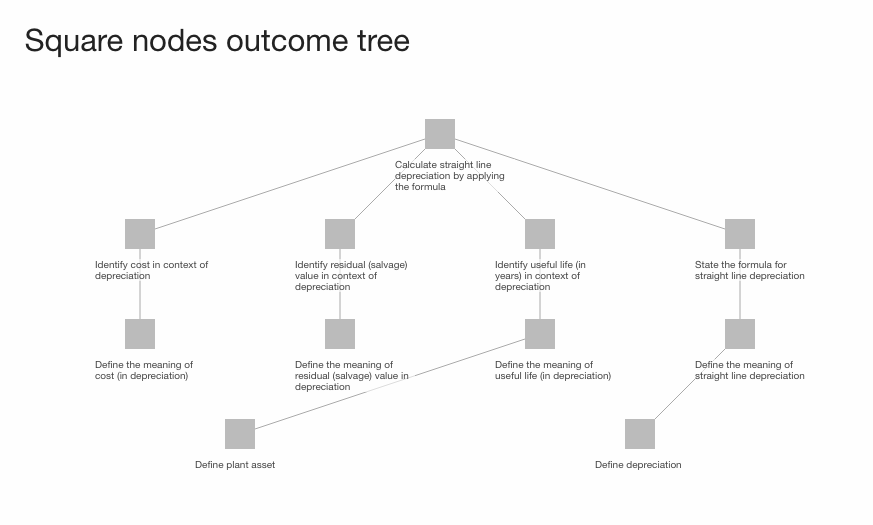 Square nodes outcome tree
Calculate straight line
depreciation by applying
the formula
Identify cost in context of
depreciation
Identify residual (salvage)
value in context of
depreciation
Identify useful life (in
years) in context of
depreciation
State the formula for
straight line depreciation
Define the meaning of
cost (in depreciation)
Define the meaning of
residual (salvage) value in
depreciation
Define the meaning of
useful life (in depreciation)
Define the meaning of
straight line depreciation
Define plant asset
Define depreciation